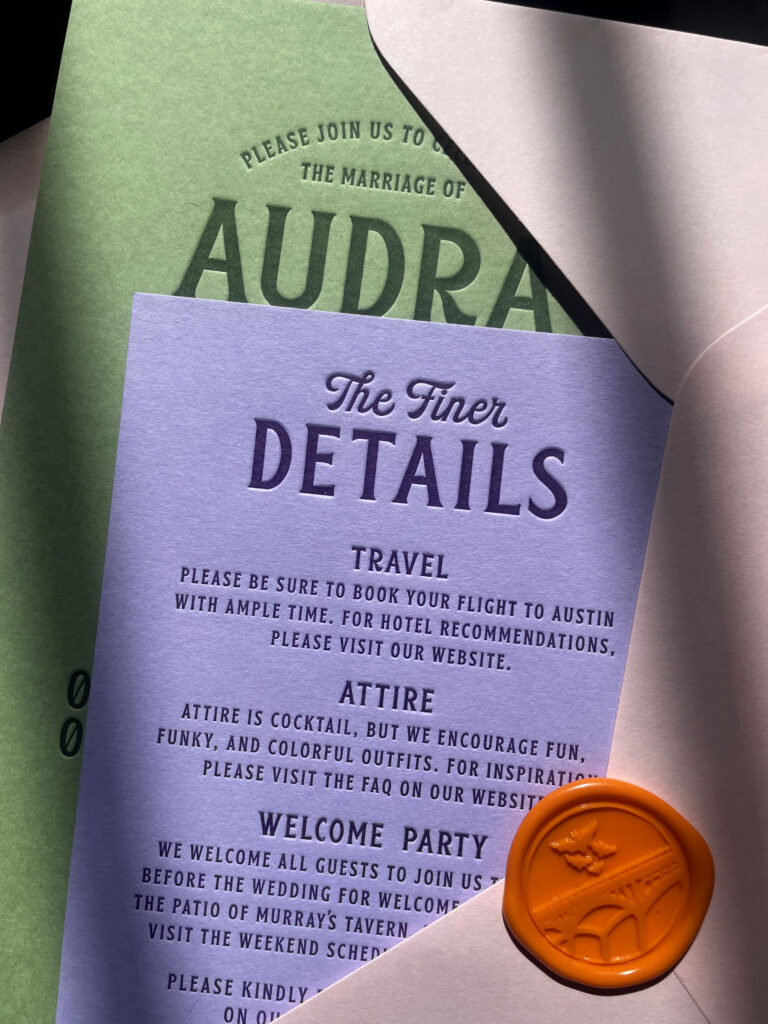 PLEASE JOIN US TO
THE MARRIAGE OF
AUDRA
The Finer
DETAILS
TRAVEL
PLEASE BE SURE TO BOOK YOUR FLIGHT TO AUSTIN
WITH AMPLE TIME. FOR HOTEL RECOMMENDATIONS,
PLEASE VISIT OUR WEBSITE.
ATTIRE
ATTIRE IS COCKTAIL, BUT WE ENCOURAGE FUN,
FUNKY, AND COLORFUL OUTFITS. FOR INSPIRATION
PLEASE VISIT THE FAQ ON OUR WEBSITE
WELCOME PARTY
WE WELCOME ALL GUESTS TO JOIN US
BEFORE THE WEDDING FOR WELCOME
THE PATIO OF MURRAY'S TAVERN
VISIT THE WEEKEND
PLEASE KINDLY
ON